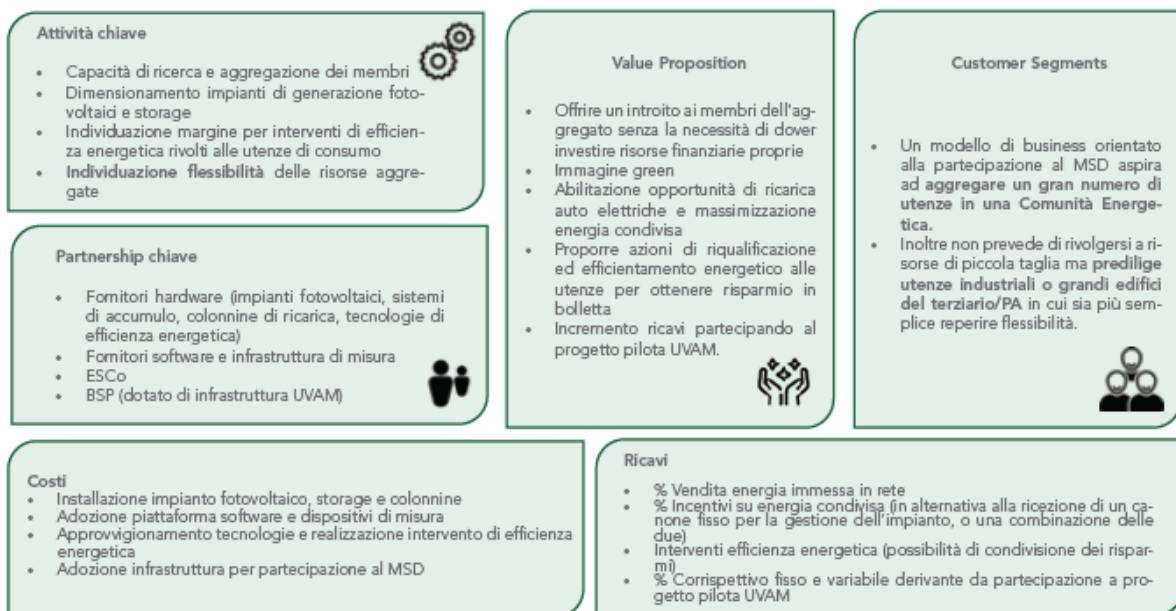 Attività chiave
• Capacità di ricerca e aggregazione dei membri
• Dimensionamento impianti di generazione foto-
voltaici e storage
• Individuazione margine per interventi di efficien-
za energetica rivolti alle utenze di consumo
• Individuazione flessibilità delle risorse aggre-
gate
Partnership chiave
• Fornitori hardware (impianti fotovoltaici, sistemi
di accumulo, colonnine di ricarica, tecnologie di
efficienza energetica)
• Fornitori software e infrastruttura di misura
• ESCo
• BSP (dotato di infrastruttura UVAM)
Value Proposition
• Offrire un introito ai membri dell'ag-
gregato senza la necessità di dover
investire risorse finanziarie proprie
• Immagine green
• Abilitazione opportunità di ricarica
auto elettriche e massimizzazione
energia condivisa
• Proporre azioni di riqualificazione
ed efficientamento energetico alle
utenze per ottenere risparmio in
bolletta
• Incremento ricavi partecipando al
progetto pilota UVAM.
Customer Segments
• Un modello di business orientato
alla partecipazione al MSD aspira
ad aggregare un gran numero di
utenze in una Comunità Energe-
tica.
• Inoltre non prevede di rivolgersi a ri-
sorse di piccola taglia ma predilige
utenze industriali o grandi edifici
del terziario/PA in cui sia più sem-
plice reperire flessibilità.
Costi
• Installazione impianto fotovoltaico, storage e colonnine
• Adozione piattaforma software e dispositivi di misura
• Approvvigionamento tecnologie e realizzazione intervento di efficienza
energetica
• Adozione infrastruttura per partecipazione al MSD
Ricavi
• % Vendita energia immessa in rete
• % Incentivi su energia condivisa (in alternativa alla ricezione di un ca-
none fisso per la gestione dell'impianto, o una combinazione delle
due)
• Interventi efficienza energetica (possibilità di condivisione dei rispar-
mi)
• % Corrispettivo fisso e variabile derivante da partecipazione a pro-
getto pilota UVAM